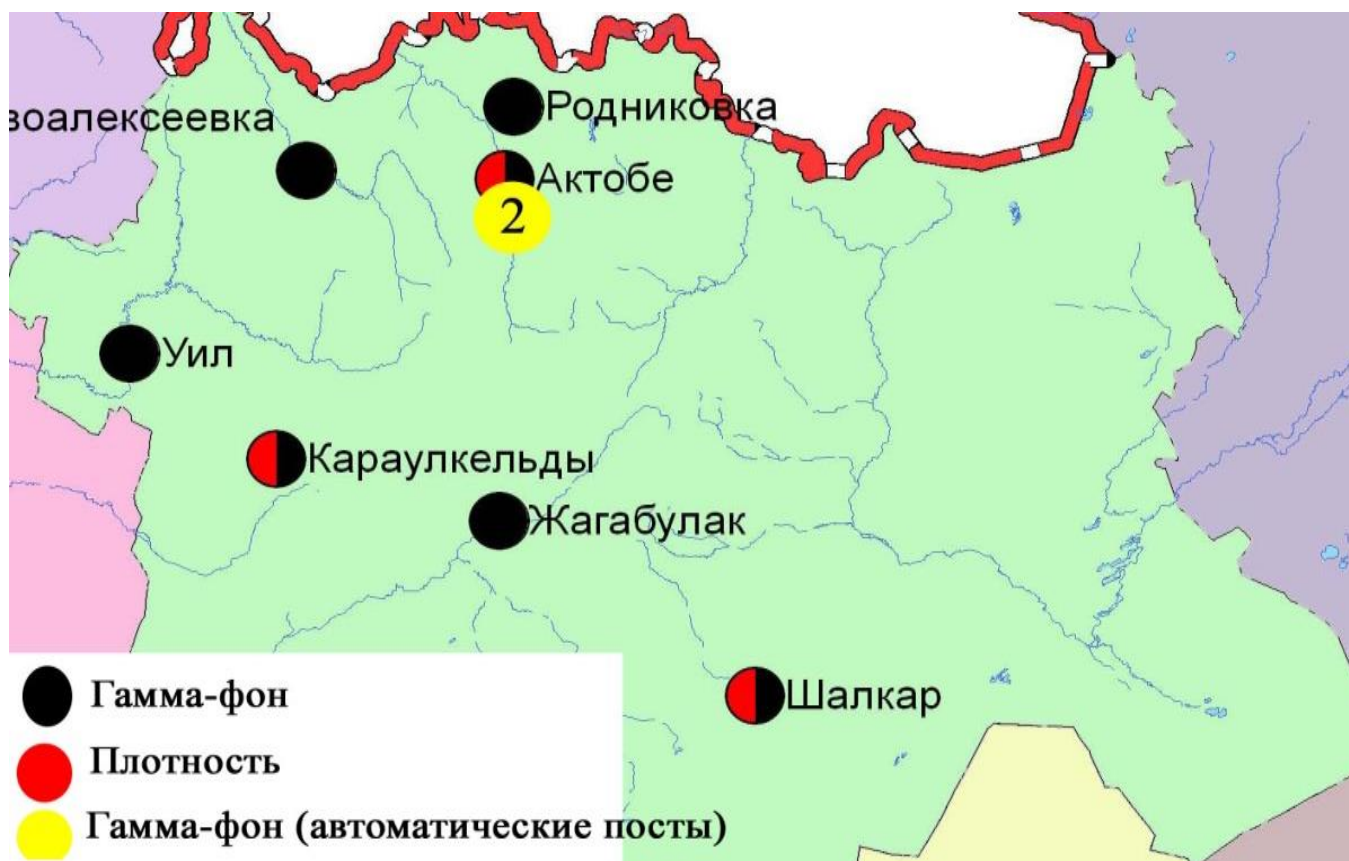 Родниковка
воалексеевка
Актобе
2
Уил
Караулкельды
Жагабулак
Шалкар
Гамма-фон
Плотность
Гамма-фон (автоматические посты)